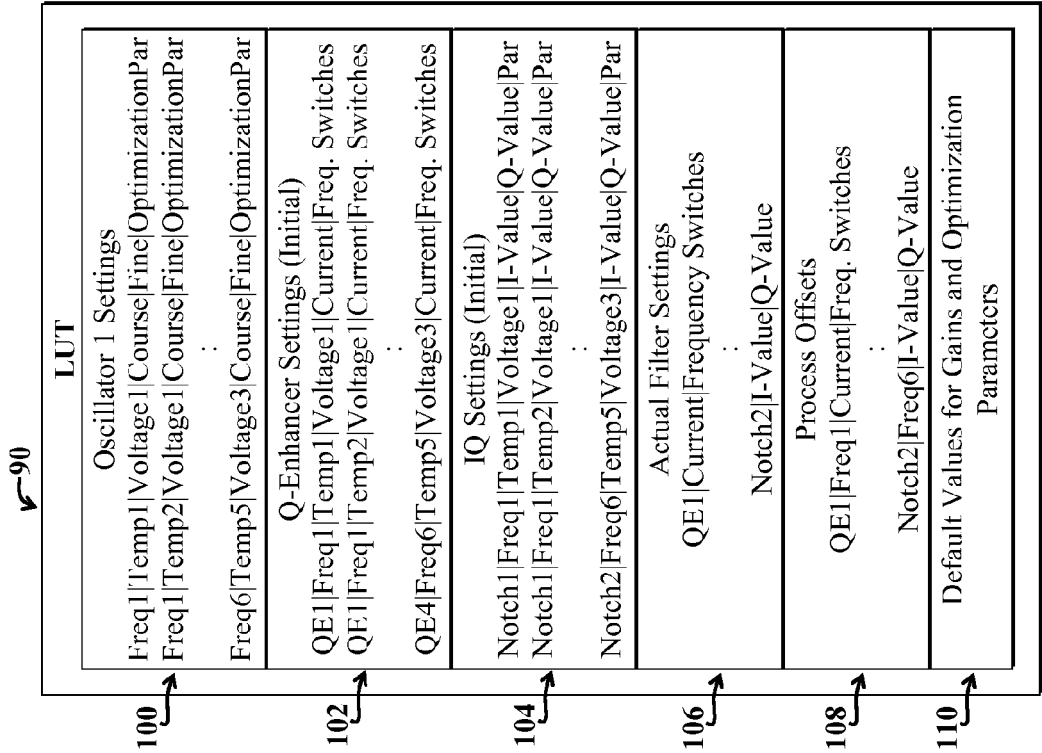 90
LUT
Oscillator 1 Settings
Freq1|Temp1|Voltage1|Course|Fine|OptimizationPar
Freq1|Temp2|Voltage1|Course|Fine|OptimizationPar
:
Freq6|Temp5|Voltage3|Course|Fine|OptimizationPar
100
Q-Enhancer Settings (Initial)
QE1|Freq1|Temp1|Voltage1|Current|Freq. Switches
QE1|Freq1|Temp2|Voltage1|Current|Freq. Switches
:
QE4|Freq6|Temp5|Voltage3|Current|Freq. Switches
102
IQ Settings (Initial)
Notch1|Freq1|Temp1|Voltage1|I-Value|Q-Value|Par
Notch1|Freq1|Temp2|Voltage1|I-Value|Q-Value|Par
:
Notch2|Freq6|Temp5|Voltage3|I-Value|Q-Value|Par
104
Actual Filter Settings
QE1|Current|Frequency Switches
:
Notch2|I-Value|Q-Value
106
Process Offsets
QE1|Freq1|Current|Freq. Switches
:
Notch2|Freq6|I-Value|Q-Value
108
Default Values for Gains and Optimization
Parameters
110